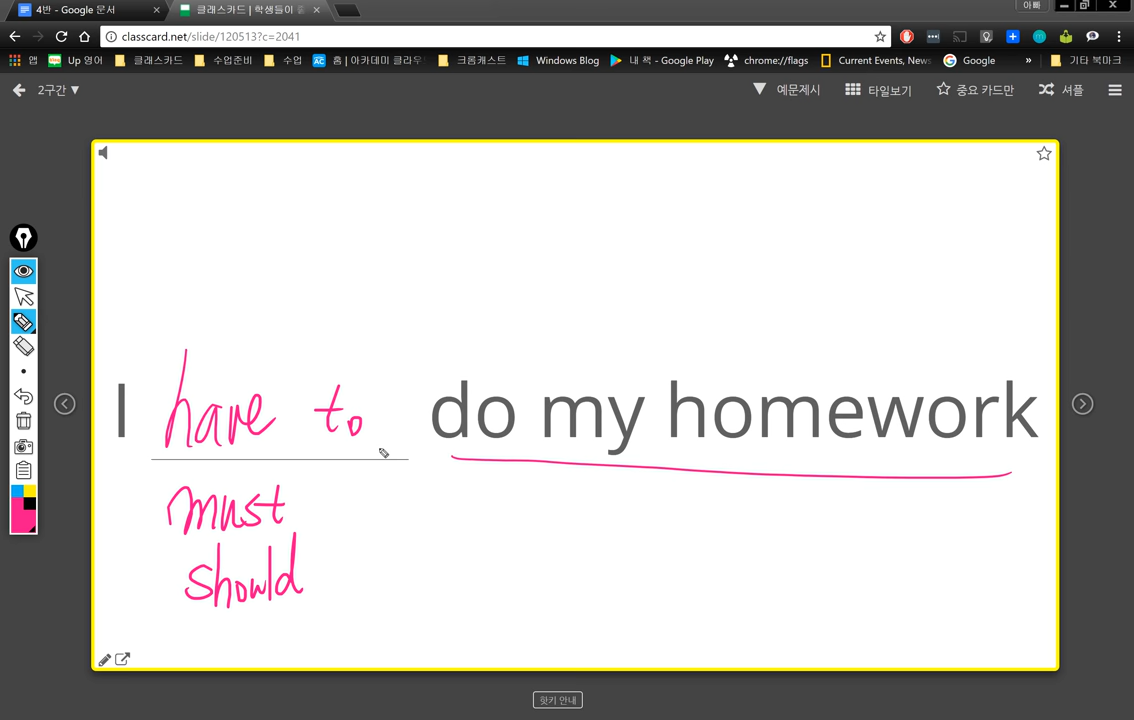 4반 - Google 문서
클래스카드 | 학생들이
아빠
classcard.net/slide/120513?c=2041
앱 Up 영어 클래스카드 수업준비 수업 AC 홈 | 아카데미 클라우 크롬캐스트 Windows Blog 내 책 - Google Play chrome://flags Current Events, News Google » 기타 북마크
2구간 ▼ ▼ 예문제시 타일보기 중요 카드만 셔플
I have to do my homework
must
should
핫키 안내